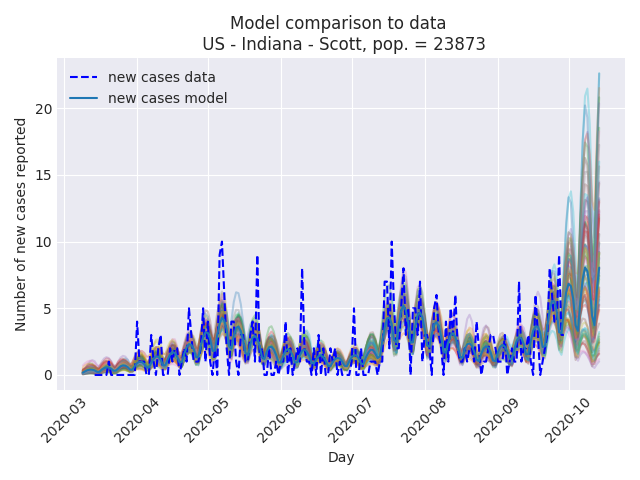 Model comparison to data
US - Indiana - Scott, pop. = 23873
new cases data
new cases model
Number of new cases reported
20
15
10
5
0
2020-03
2020-04
2020-05
2020-06
2020-07
2020-08
2020-09
2020-10
Day